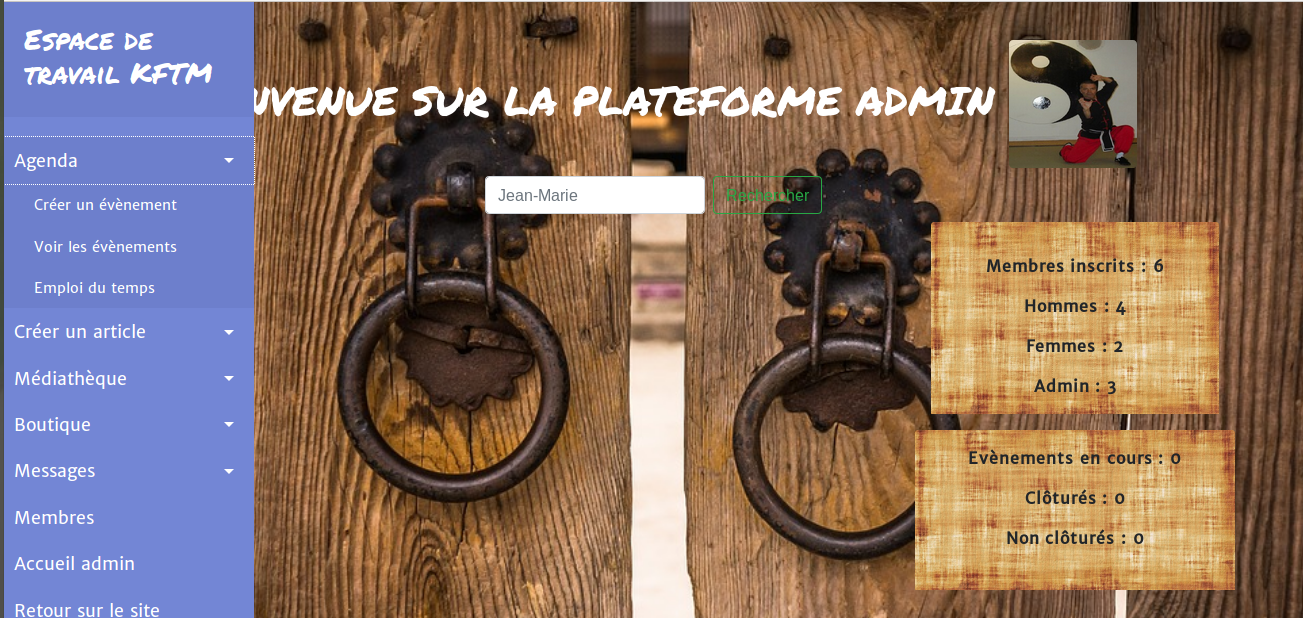 Espace de
travail KFTM
NVENUE SUR LA PLATEFORME ADMIN
Agenda
Créer un évènement
Voir les évènements
Emploi du temps
Créer un article
Médiathèque
Boutique
Messages
Membres
Accueil admin
Retour sur le site
Jean-Marie
Rechercher
Membres inscrits : 6
Hommes : 4
Femmes : 2
Admin : 3
Evènements en cours : 0
Clôturés : 0
Non clôturés : 0